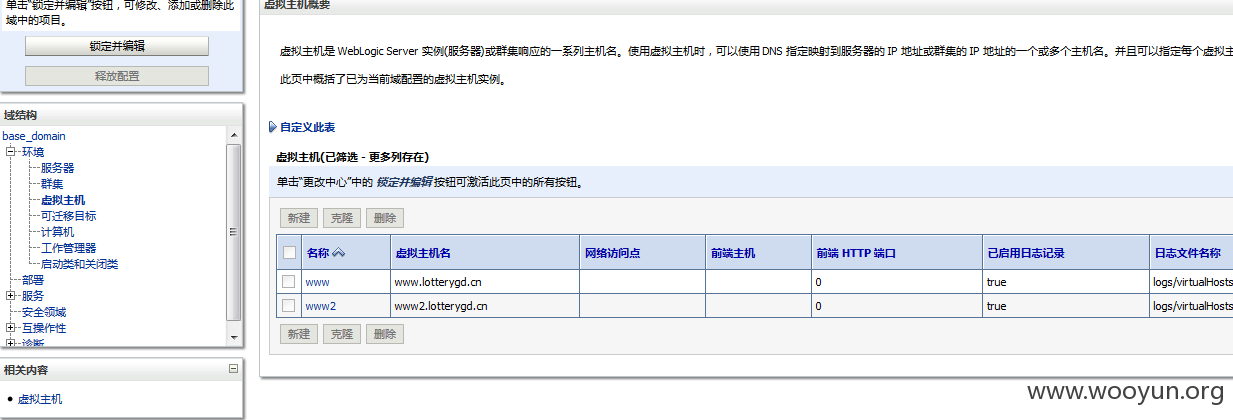 单击"锁定并编辑"按钮，可修改、添加或删除此
域中的项目。
锁定并编辑
释放配置
域结构
base_domain
环境
服务器
群集
虚拟主机
可迁移目标
计算机
工作管理器
启动类和关闭类
部署
服务
安全领域
互操作性
诊断
相关内容
虚拟主机
虚拟主机概要
虚拟主机是 WebLogic Server 实例(服务器)或群集响应的一系列主机名。使用虚拟主机时，可以使用 DNS 指定映射到服务器的 IP 地址或群集的 IP 地址的一个或多个主机名。并且可以指定每个虚拟主
此页中概括了已为当前域配置的虚拟主机实例。
自定义此表
虚拟主机(已筛选 - 更多列存在)
单击"更改中心"中的 锁定并编辑 按钮可激活此页中的所有按钮。
新建 克隆 删除
名称 虚拟主机名 网络访问点 前端主机 前端 HTTP 端口 已启用日志记录 日志文件名称
www www.lotterygd.cn 0 true logs/virtualHosts
www2 www2.lotterygd.cn 0 true logs/virtualHosts
新建 克隆 删除
www.wooyun.org